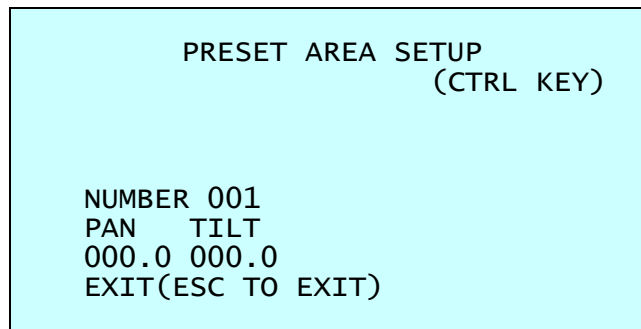 PRESET AREA SETUP
(CTRL KEY)
NUMBER 001
PAN TILT
000.0 000.0
EXIT(ESC TO EXIT)